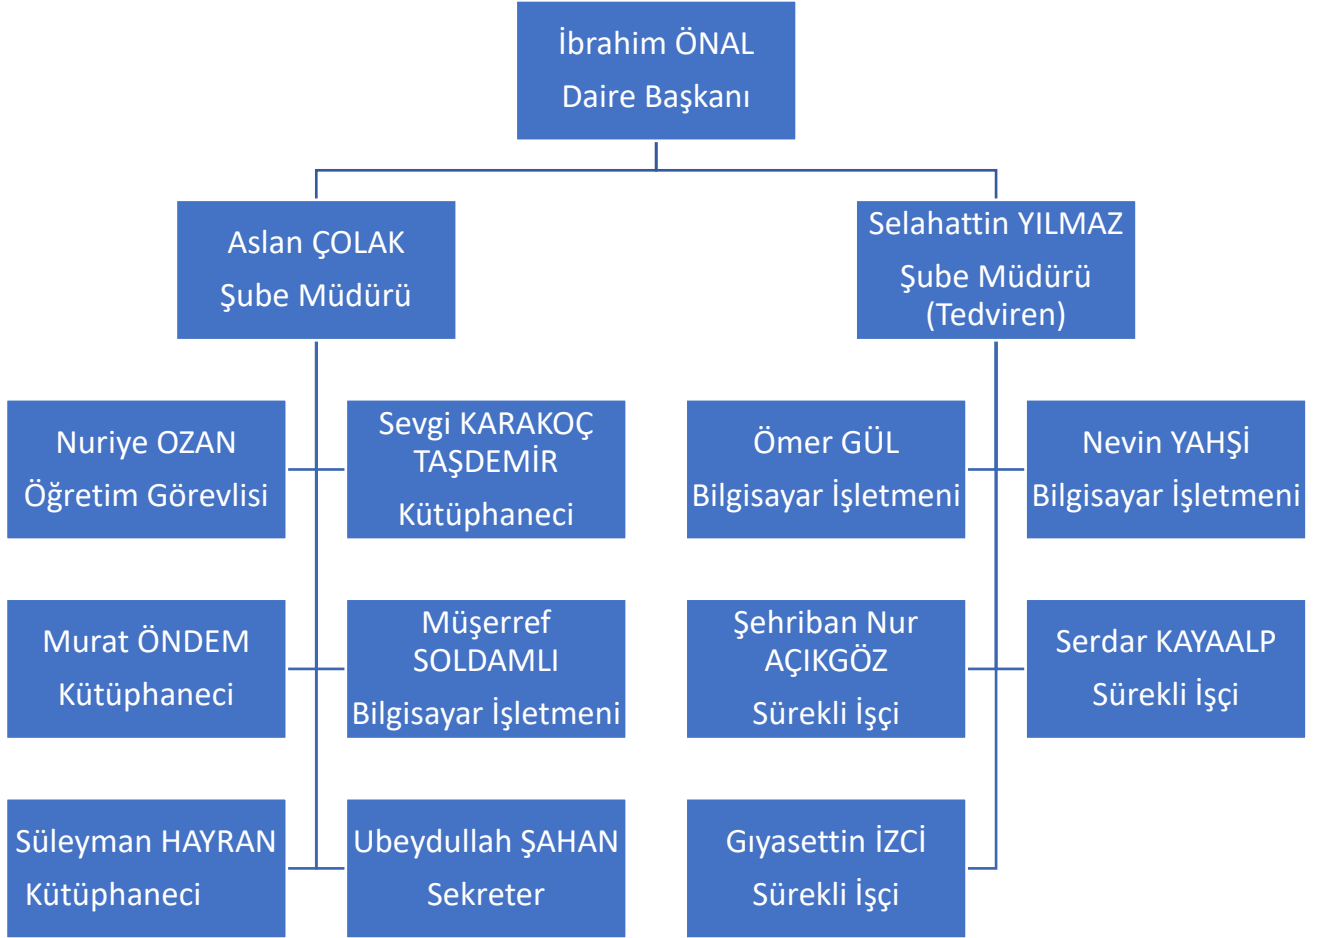 İbrahim ÖNAL
Daire Başkanı
Aslan ÇOLAK
Şube Müdürü
Selahattin YILMAZ
Şube Müdürü
(Tedviren)
Nuriye OZAN
Öğretim Görevlisi
Sevgi KARAKOÇ
TAŞDEMİR
Kütüphaneci
Ömer GÜL
Bilgisayar İşletmeni
Nevin YAHŞİ
Bilgisayar İşletmeni
Murat ÖNDEM
Kütüphaneci
Müşerref
SOLDAMLI
Bilgisayar İşletmeni
Şehriban Nur
AÇIKGÖZ
Sürekli İşçi
Serdar KAYAALP
Sürekli İşçi
Süleyman HAYRAN
Kütüphaneci
Ubeydullah ŞAHAN
Sekreter
Gıyasettin İZCİ
Sürekli İşçi